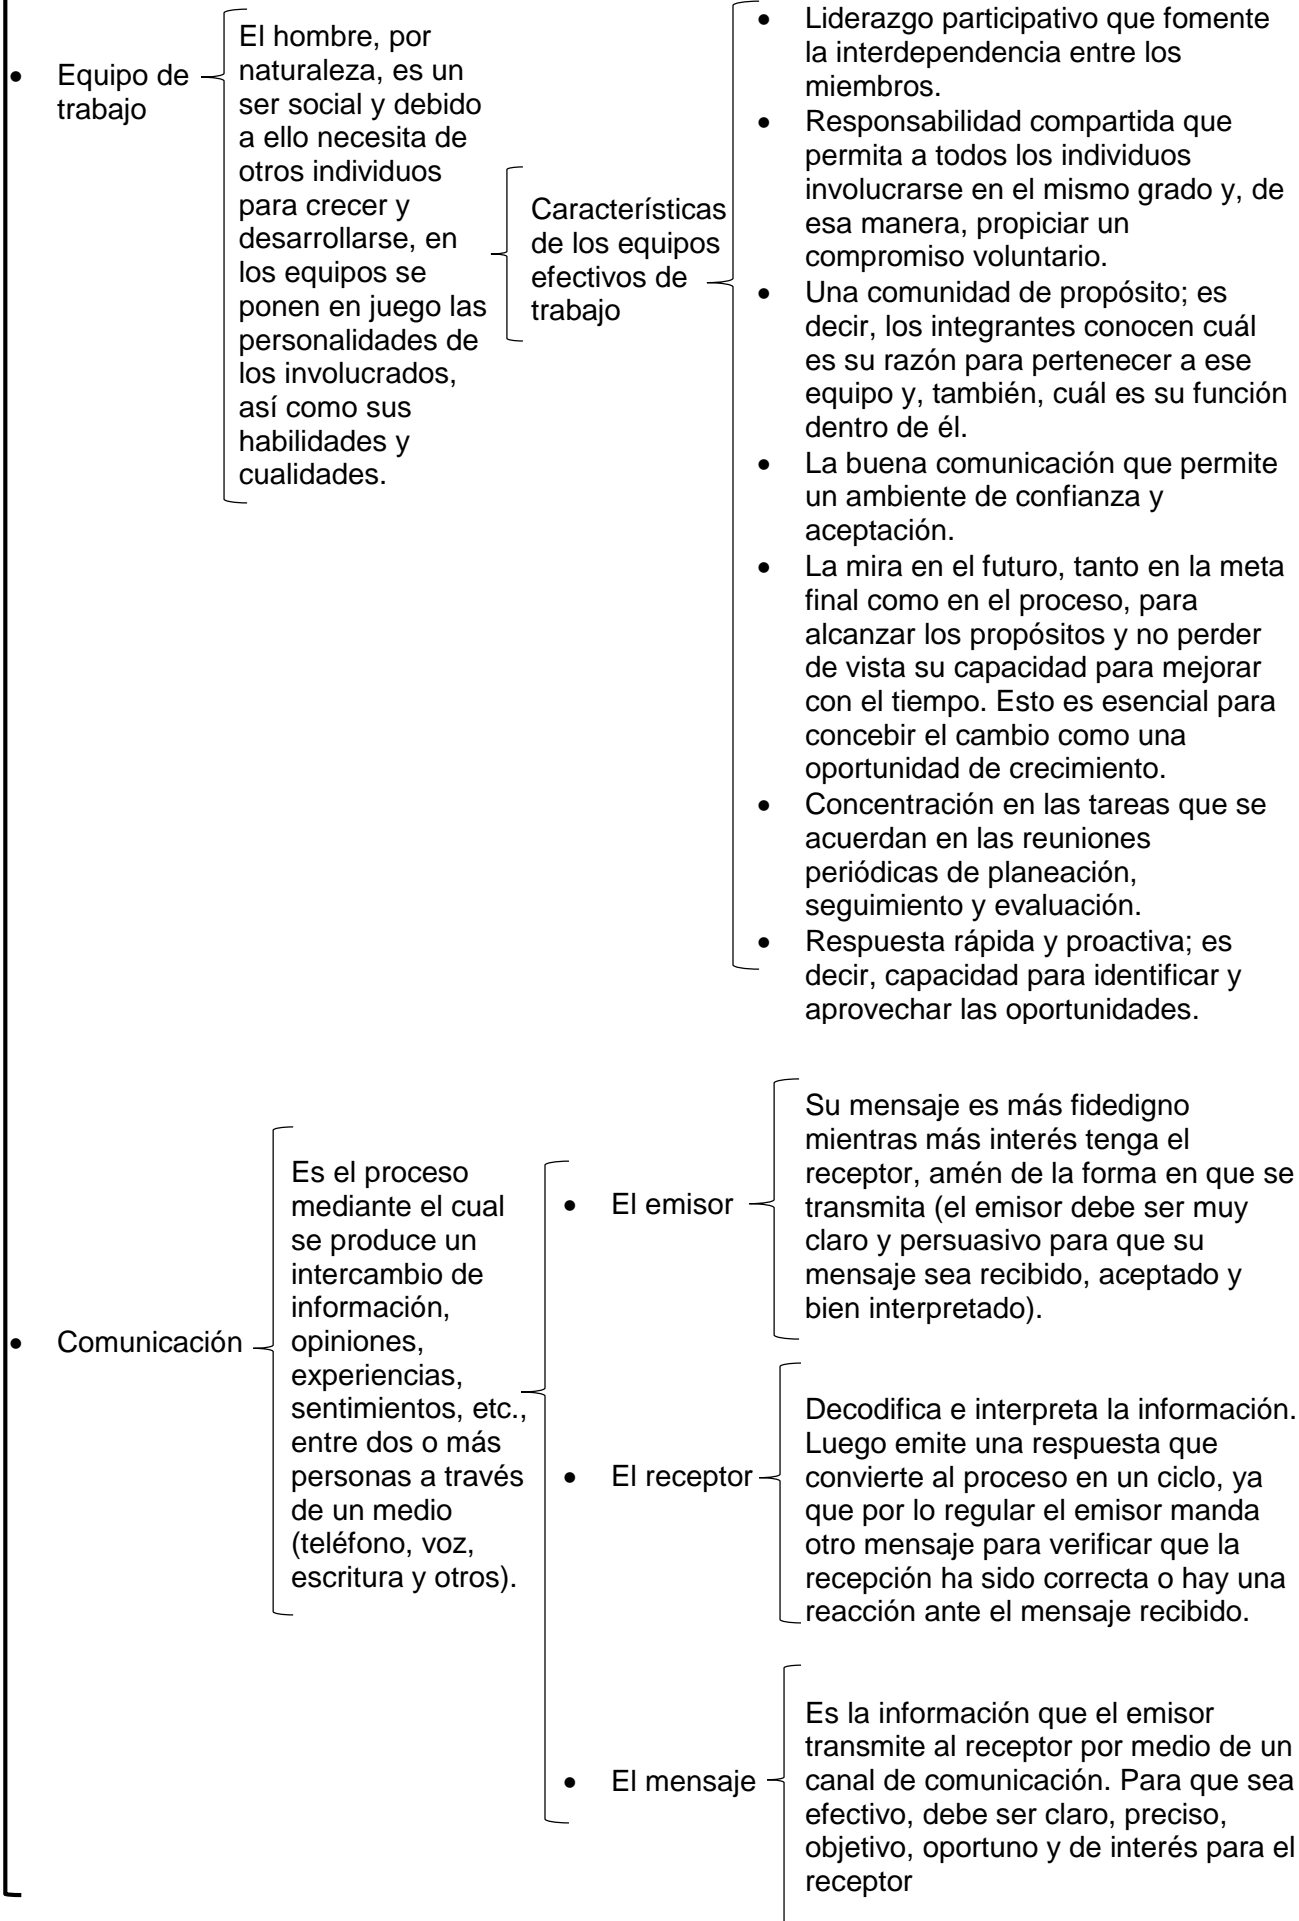 • Equipo de
trabajo
El hombre, por
naturaleza, es un
ser social y debido
a ello necesita de
otros individuos
para crecer y
desarrollarse, en
los equipos se
ponen en juego las
personalidades de
los involucrados,
así como sus
habilidades y
cualidades.
Características
de los equipos
efectivos de
trabajo
• Liderazgo participativo que fomente
la interdependencia entre los
miembros.
• Responsabilidad compartida que
permita a todos los individuos
involucrarse en el mismo grado y, de
esa manera, propiciar un
compromiso voluntario.
• Una comunidad de propósito; es
decir, los integrantes conocen cuál
es su razón para pertenecer a ese
equipo y, también, cuál es su función
dentro de él.
• La buena comunicación que permite
un ambiente de confianza y
aceptación.
• La mira en el futuro, tanto en la meta
final como en el proceso, para
alcanzar los propósitos y no perder
de vista su capacidad para mejorar
con el tiempo. Esto es esencial para
concebir el cambio como una
oportunidad de crecimiento.
• Concentración en las tareas que se
acuerdan en las reuniones
periódicas de planeación,
seguimiento y evaluación.
• Respuesta rápida y proactiva; es
decir, capacidad para identificar y
aprovechar las oportunidades.
• Comunicación
Es el proceso
mediante el cual
se produce un
intercambio de
información,
opiniones,
experiencias,
sentimientos, etc.,
entre dos o más
personas a través
de un medio
(teléfono, voz,
escritura y otros).
• El emisor
Su mensaje es más fidedigno
mientras más interés tenga el
receptor, amén de la forma en que se
transmita (el emisor debe ser muy
claro y persuasivo para que su
mensaje sea recibido, aceptado y
bien interpretado).
• El receptor
Decodifica e interpreta la información.
Luego emite una respuesta que
convierte al proceso en un ciclo, ya
que por lo regular el emisor manda
otro mensaje para verificar que la
recepción ha sido correcta o hay una
reacción ante el mensaje recibido.
• El mensaje
Es la información que el emisor
transmite al receptor por medio de un
canal de comunicación. Para que sea
efectivo, debe ser claro, preciso,
objetivo, oportuno y de interés para el
receptor